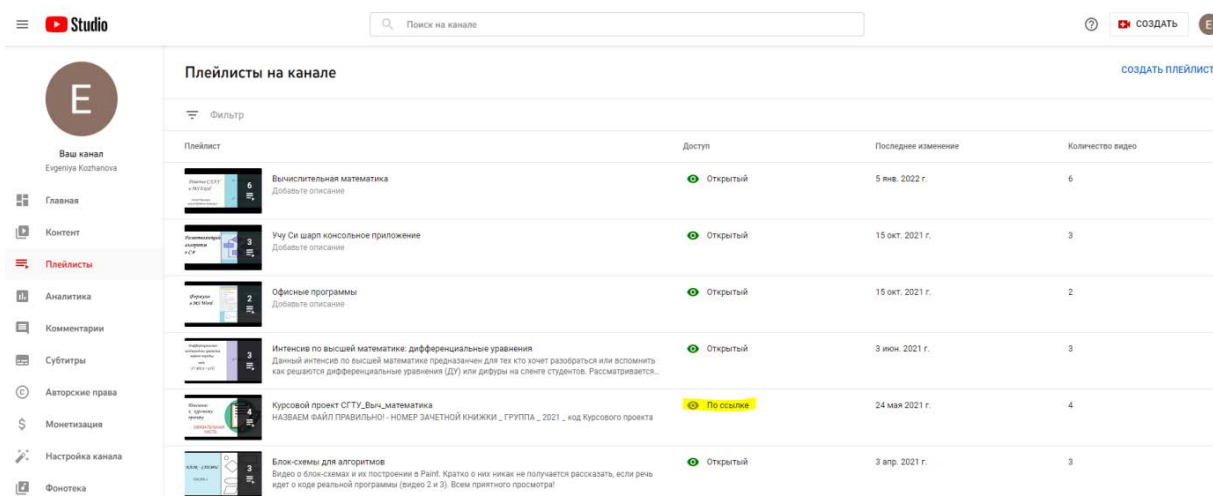 Studio
Поиск на канале
СОЗДАТЬ
E
E
Ваш канал
Evgeniya Kozhanova
Главная
Контент
Плейлисты
Аналитика
Комментарии
Субтитры
Авторские права
Монетизация
Настройка канала
Фонотека
Плейлисты на канале
СОЗДАТЬ ПЛЕЙЛИСТ
Фильтр
Плейлист Доступ Последнее изменение Количество видео
6
Вычислительная математика Открытый 5 янв. 2022 г. 6
Добавьте описание
3
Учу Си шарп консольное приложение Открытый 15 окт. 2021 г. 3
Добавьте описание
2
Офисные программы Открытый 15 окт. 2021 г. 2
Добавьте описание
3
Интенсив по высшей математике: дифференциальные уравнения Открытый 3 июн. 2021 г. 3
Данный интенсив по высшей математике предназанчен для тех кто хочет разобраться или вспомнить
как решаются дифференциальные уравнения (ДУ) или дифуры на сленге студентов. Рассматривается...
4
Курсовой проект СГТУ_Выч_математика По ссылке 24 мая 2021 г. 4
НАЗВАЕМ ФАЙЛ ПРАВИЛЬНО! - НОМЕР ЗАЧЕТНОЙ КНИЖКИ _ ГРУППА _ 2021 _ код Курсового проекта
3
Блок-схемы для алгоритмов Открытый 3 апр. 2021 г. 3
Видео о блок-схемах и их построении в Paint. Кратко о них никак не получается рассказать, если речь
идет о коде реальной программы (видео 2 и 3). Всем приятного просмотра!